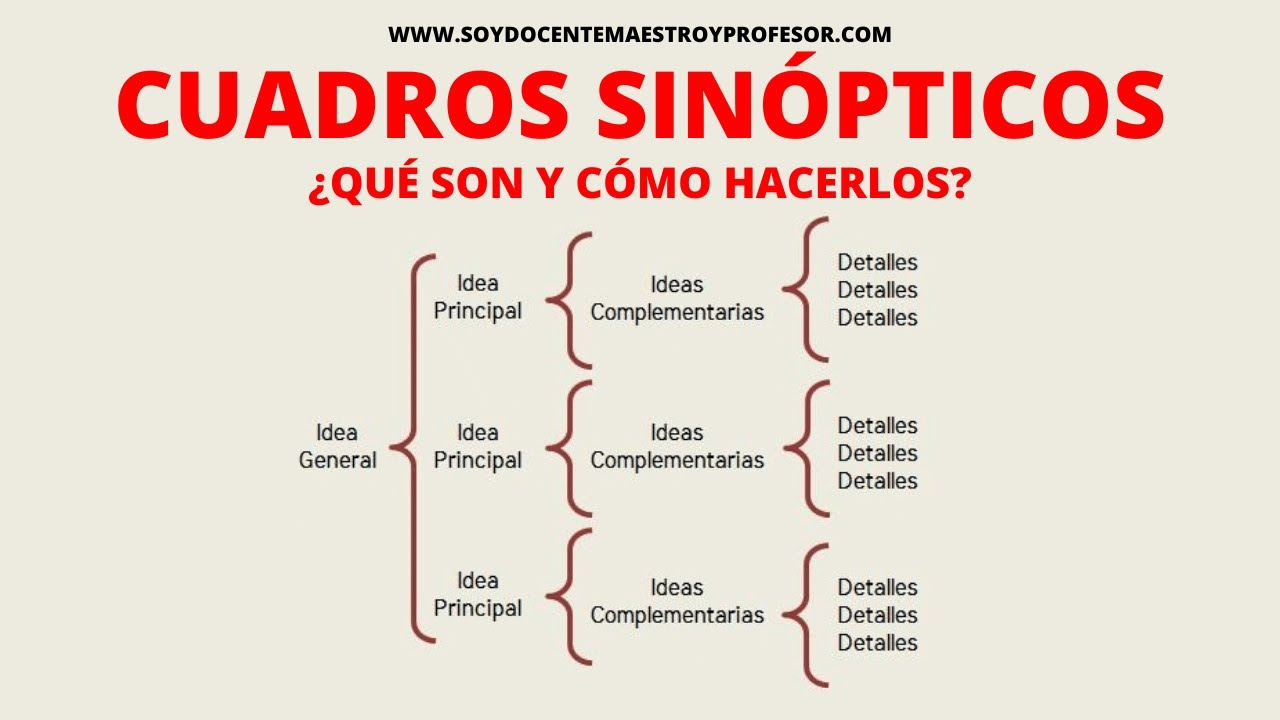 WWW.SOYDOCENTEMAESTROYPROFESOR.COM
CUADROS SINÓPTICOS
¿QUÉ SON Y CÓMO HACERLOS?
Idea
General
Idea
Principal
Ideas
Complementarias
Detalles
Detalles
Detalles
Idea
Principal
Ideas
Complementarias
Detalles
Detalles
Detalles
Idea
Principal
Ideas
Complementarias
Detalles
Detalles
Detalles